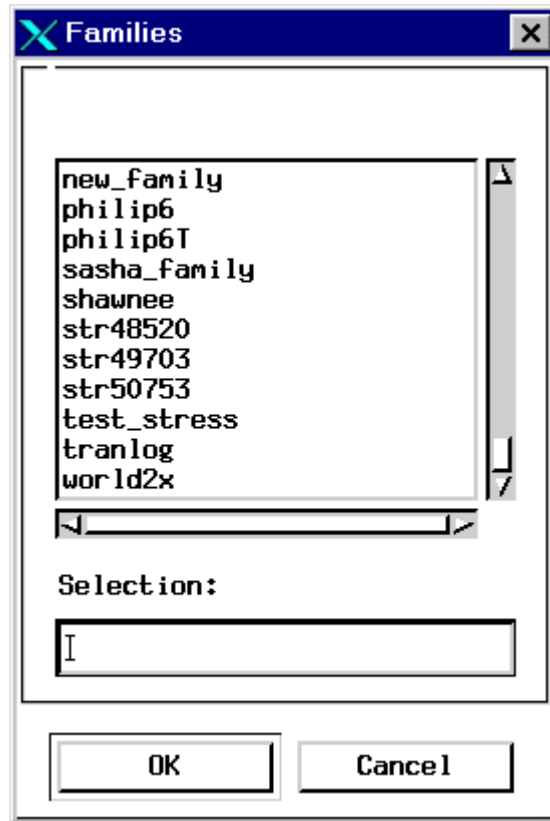 Families
new_family
philip6
philip6T
sasha_family
shawnee
str48520
str49703
str50753
test_stress
tranlog
world2x
Selection:
OK
Cancel